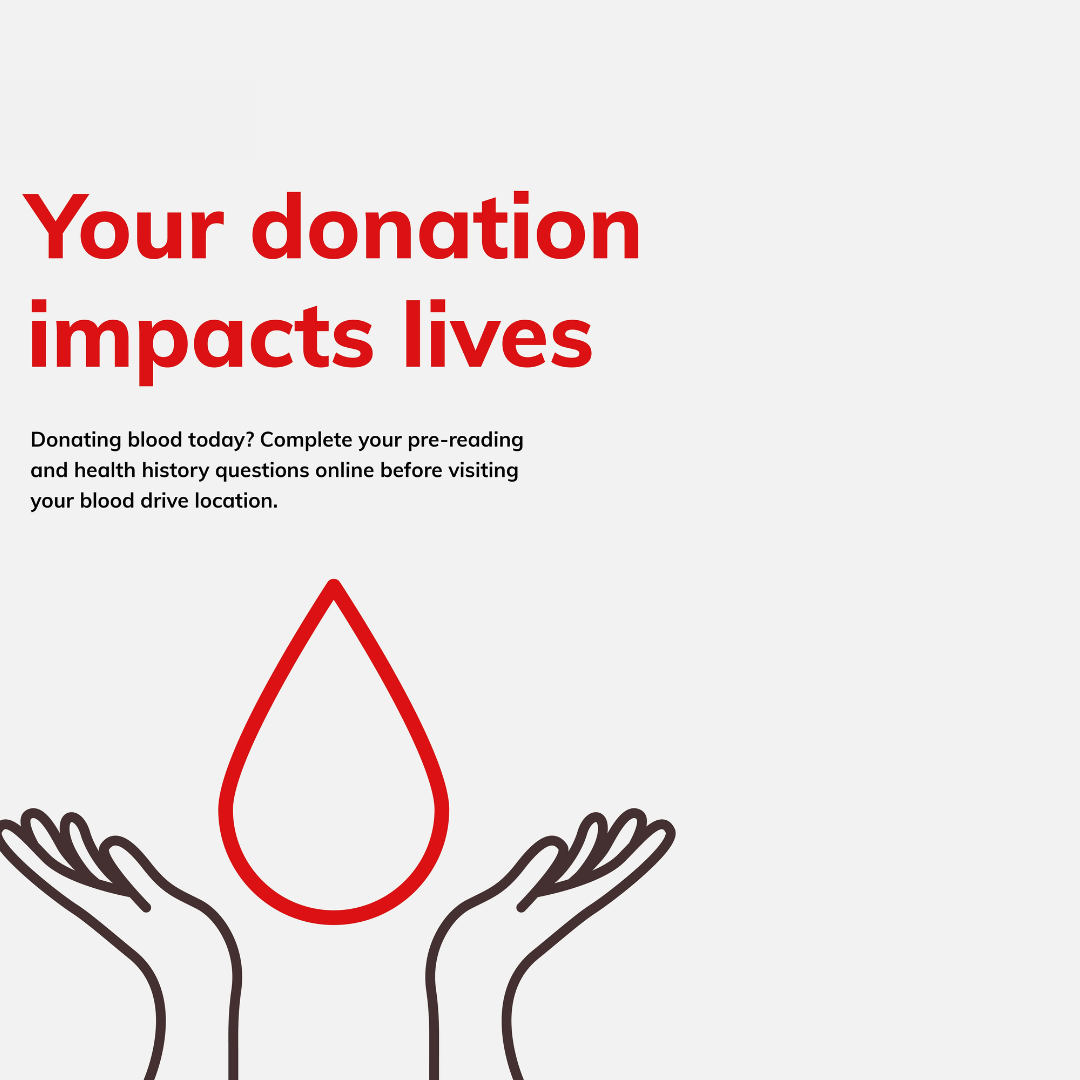 Your donation
impacts lives
Donating blood today? Complete your pre-reading
and health history questions online before visiting
your blood drive location.